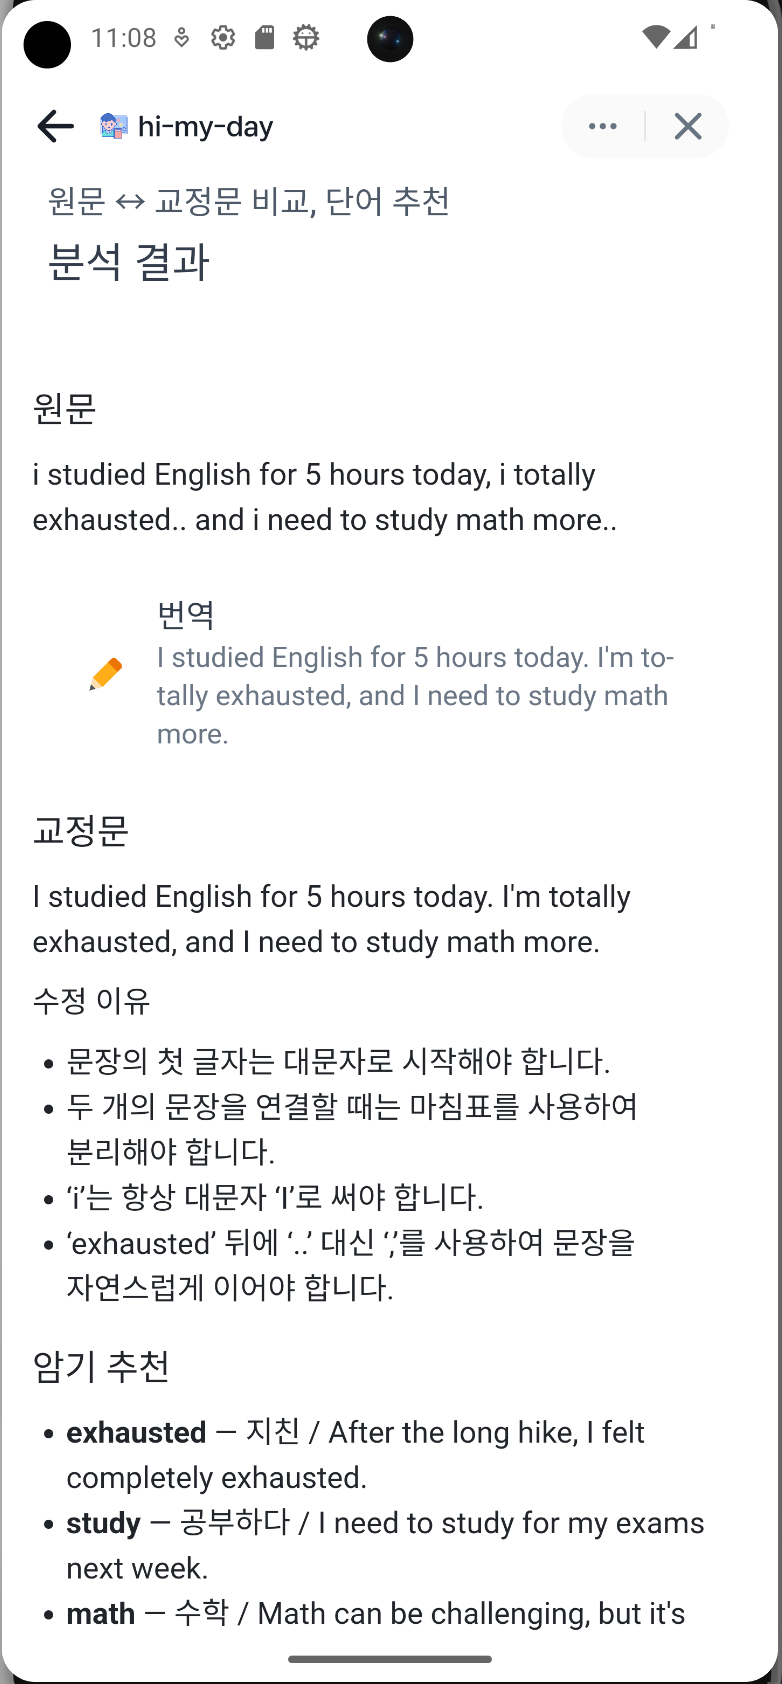 11:08
hi-my-day
원문 ↔ 교정문 비교, 단어 추천
분석 결과
원문
i studied English for 5 hours today, i totally
exhausted.. and i need to study math more..
번역
I studied English for 5 hours today. I'm to-
tally exhausted, and I need to study math
more.
교정문
I studied English for 5 hours today. I'm totally
exhausted, and I need to study math more.
수정 이유
• 문장의 첫 글자는 대문자로 시작해야 합니다.
• 두 개의 문장을 연결할 때는 마침표를 사용하여
분리해야 합니다.
• ‘i’는 항상 대문자 ‘I’로 써야 합니다.
• ‘exhausted’ 뒤에 ‘..’ 대신 ‘,’를 사용하여 문장을
자연스럽게 이어야 합니다.
암기 추천
• exhausted — 지친 / After the long hike, I felt
completely exhausted.
• study — 공부하다 / I need to study for my exams
next week.
• math — 수학 / Math can be challenging, but it's